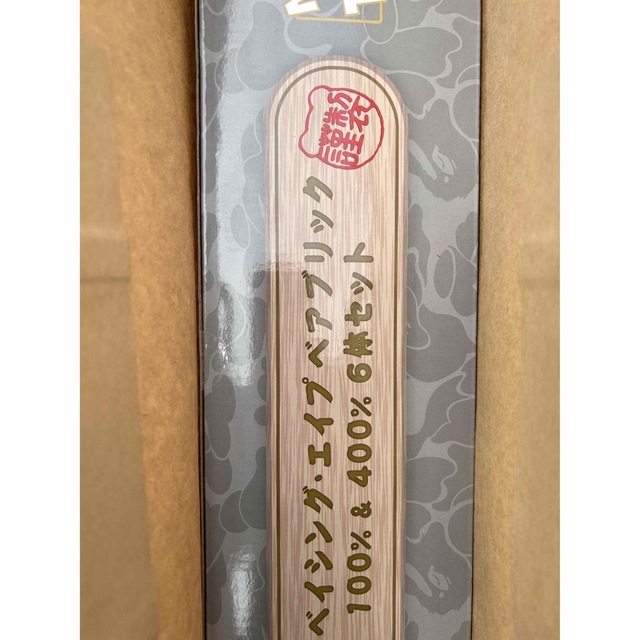 謹製
ベイシング・エイプ ベアブリック
100% & 400% 6体セット